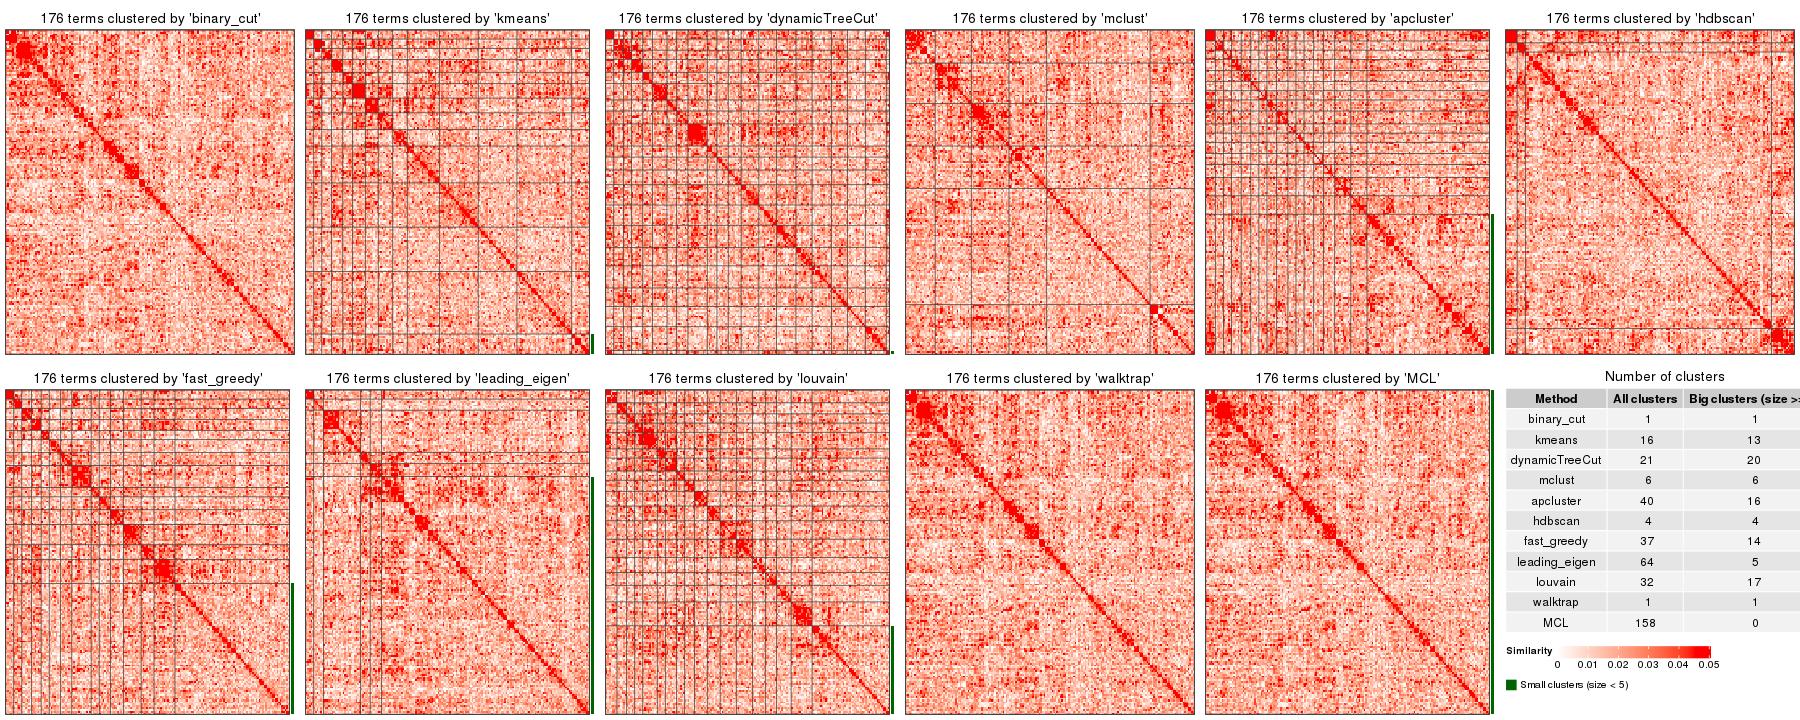 176 terms clustered by 'binary_cut'
176 terms clustered by 'kmeans'
176 terms clustered by 'dynamicTreeCut'
176 terms clustered by 'mclust'
176 terms clustered by 'apcluster'
176 terms clustered by 'hdbscan'
176 terms clustered by 'fast_greedy'
176 terms clustered by 'leading_eigen'
176 terms clustered by 'louvain'
176 terms clustered by 'walktrap'
176 terms clustered by 'MCL'
Number of clusters
Method All clusters Big clusters (size >=
binary_cut 1 1
kmeans 16 13
dynamicTreeCut 21 20
mclust 6 6
apcluster 40 16
hdbscan 4 4
fast_greedy 37 14
leading_eigen 64 5
louvain 32 17
walktrap 1 1
MCL 158 0
Similarity
0 0.01 0.02 0.03 0.04 0.05
Small clusters (size < 5)